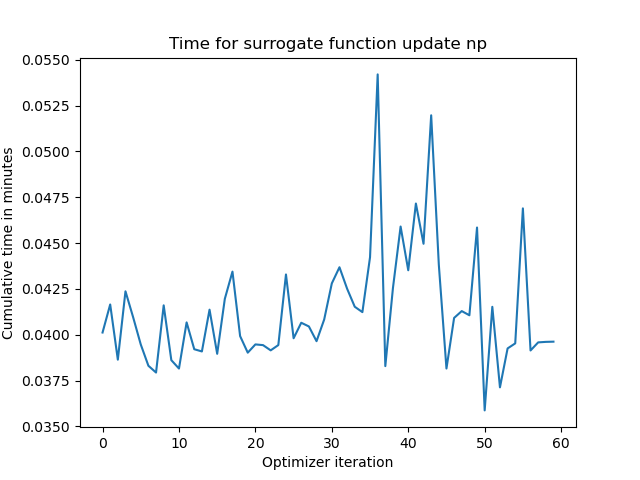 Time for surrogate function update np
Cumulative time in minutes
0.0550
0.0525
0.0500
0.0475
0.0450
0.0425
0.0400
0.0375
0.0350
0 10 20 30 40 50 60
Optimizer iteration